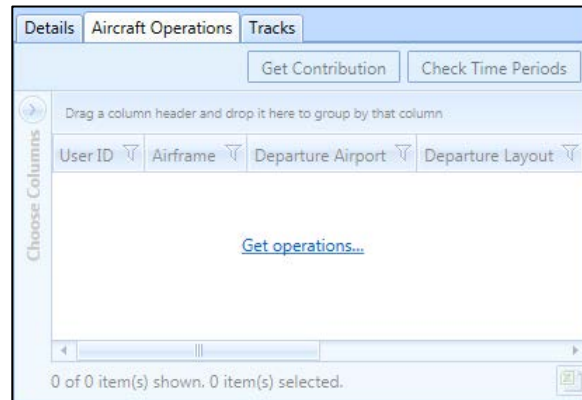 Details Aircraft Operations Tracks
Get Contribution Check Time Periods
Drag a column header and drop it here to group by that column
Choose Columns
User ID Airframe Departure Airport Departure Layout
Get operations...
0 of 0 item(s) shown. 0 item(s) selected.